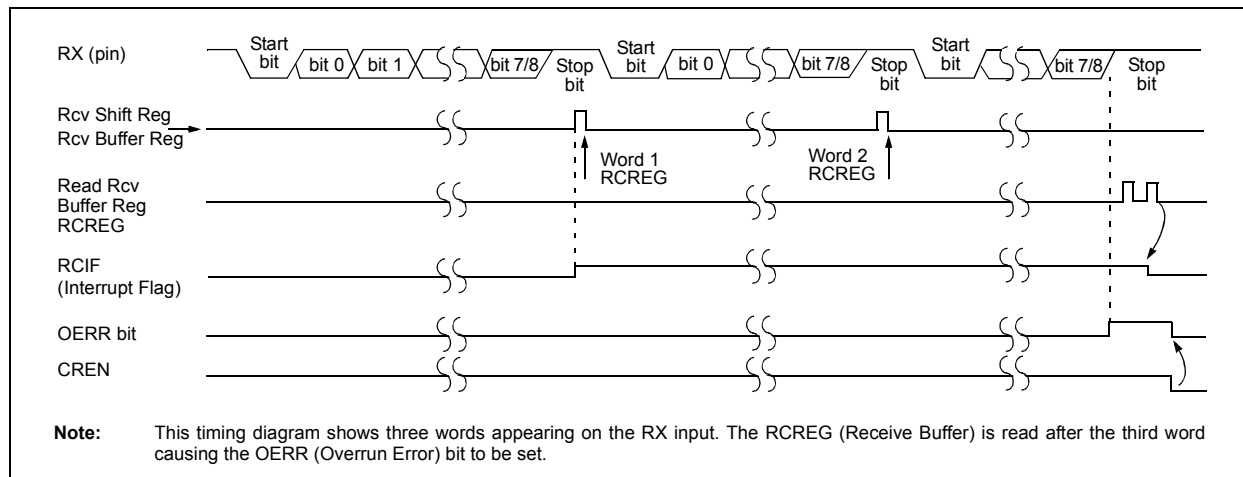 RX (pin)
Start bit
bit 0
bit 1
bit 7/8
Stop bit
Start bit
bit 0
bit 7/8
Stop bit
Start bit
bit 7/8
Stop bit
Rcv Shift Reg
Rcv Buffer Reg
Word 1
RCREG
Word 2
RCREG
Read Rcv
Buffer Reg
RCREG
RCIF
(Interrupt Flag)
OERR bit
CREN
Note: This timing diagram shows three words appearing on the RX input. The RCREG (Receive Buffer) is read after the third word
causing the OERR (Overrun Error) bit to be set.